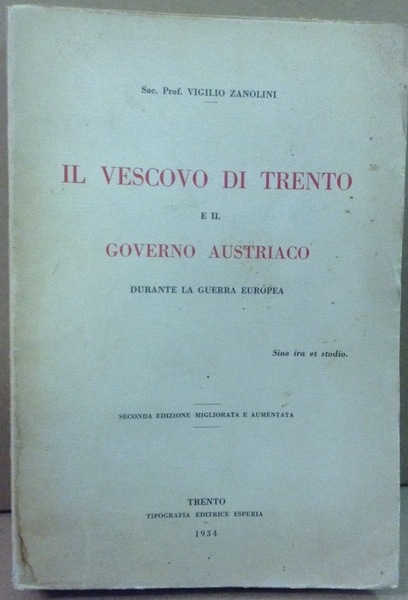 Sac. Prof. VIGILIO ZANOLINI
IL VESCOVO DI TRENTO
E IL
GOVERNO AUSTRIACO
DURANTE LA GUERRA EUROPEA
Sine ira et studio.
SECONDA EDIZIONE MIGLIORATA E AUMENTATA
TRENTO
TIPOGRAFIA EDITRICE ESPERIA
1934